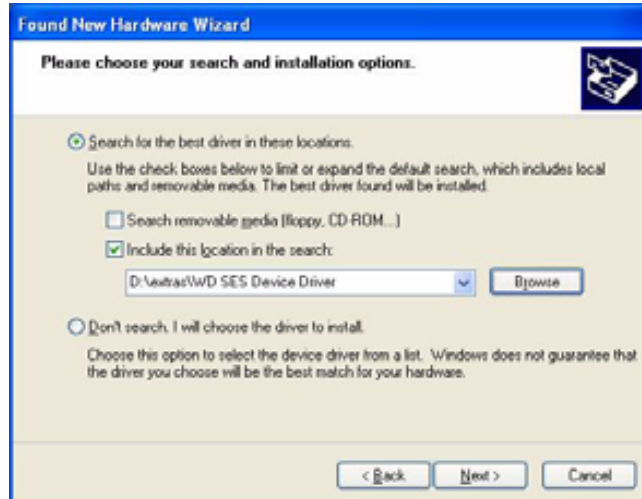 Found New Hardware Wizard
Please choose your search and installation options.
Search for the best driver in these locations.
Use the check boxes below to limit or expand the default search, which includes local
paths and removable media. The best driver found will be installed.
Search removable media (floppy, CD-ROM...)
Include this location in the search:
D:\extras\WD SES Device Driver
Browse
Don't search. I will choose the driver to install.
Choose this option to select the device driver from a list. Windows does not guarantee that
the driver you choose will be the best match for your hardware.
< Back
Next >
Cancel